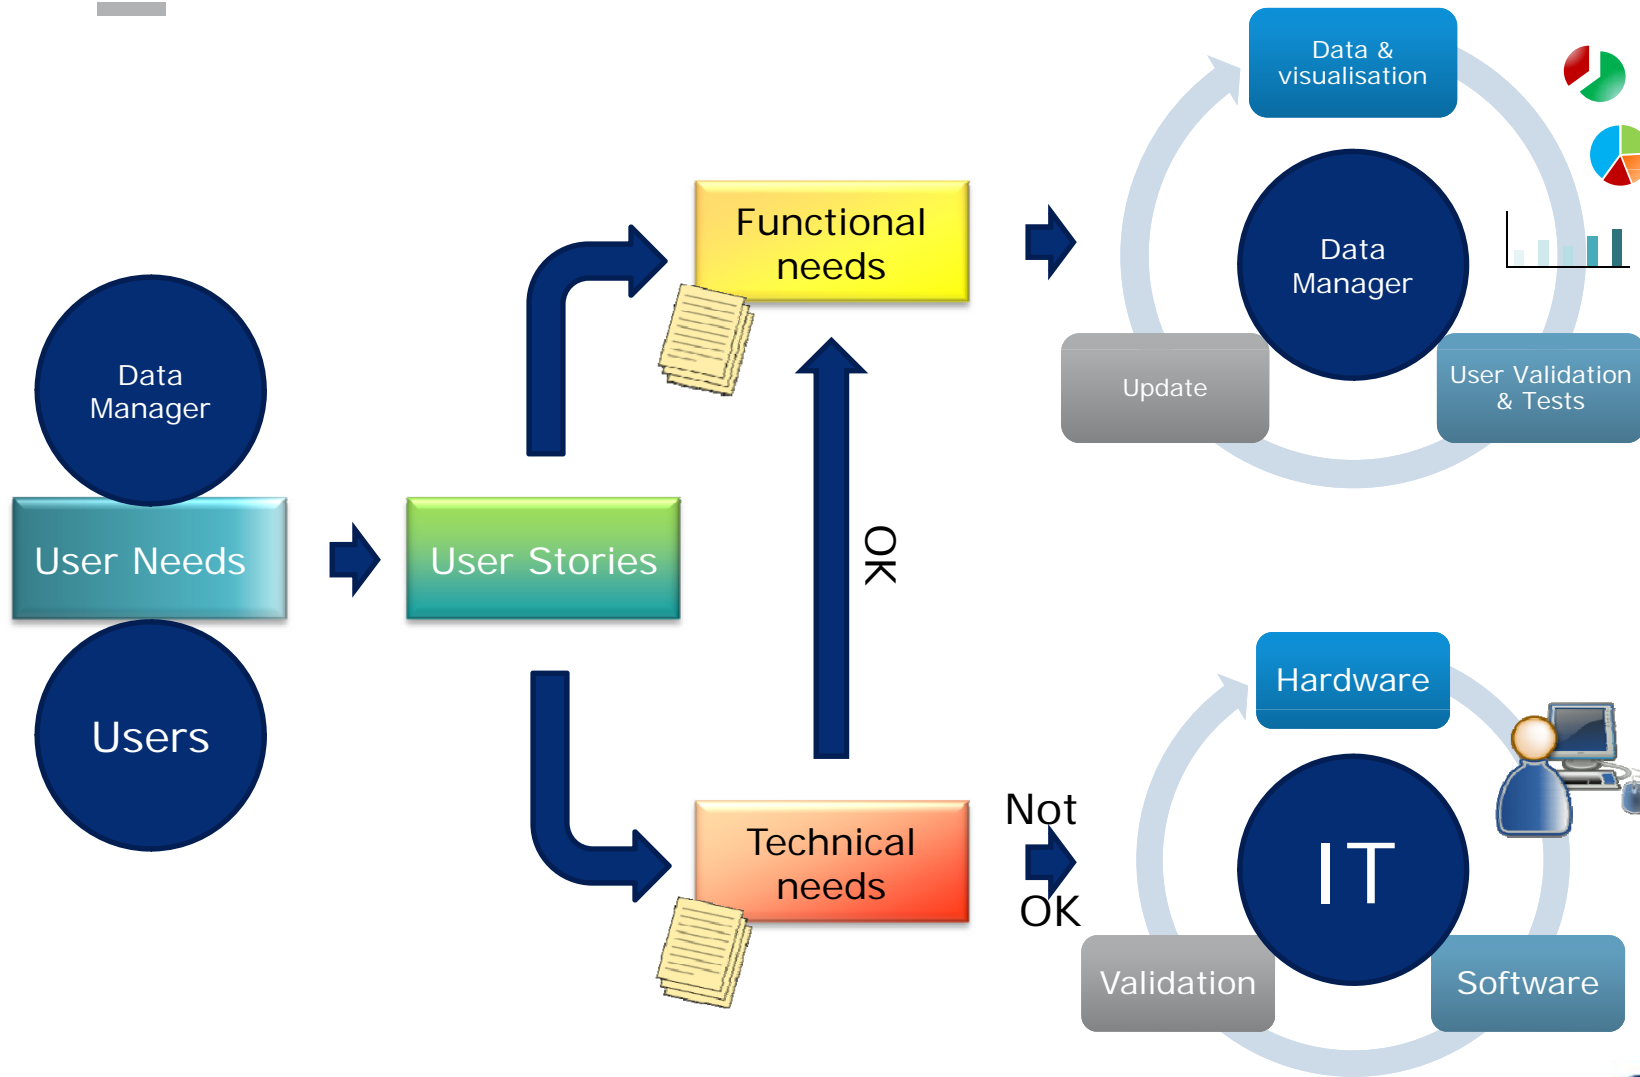 Data &
visualisation
Functional
needs
Data
Manager
Data
Manager
Update
User Validation
& Tests
User Needs
User Stories
OK
Users
Hardware
Technical
needs
Not
OK
IT
Validation
Software